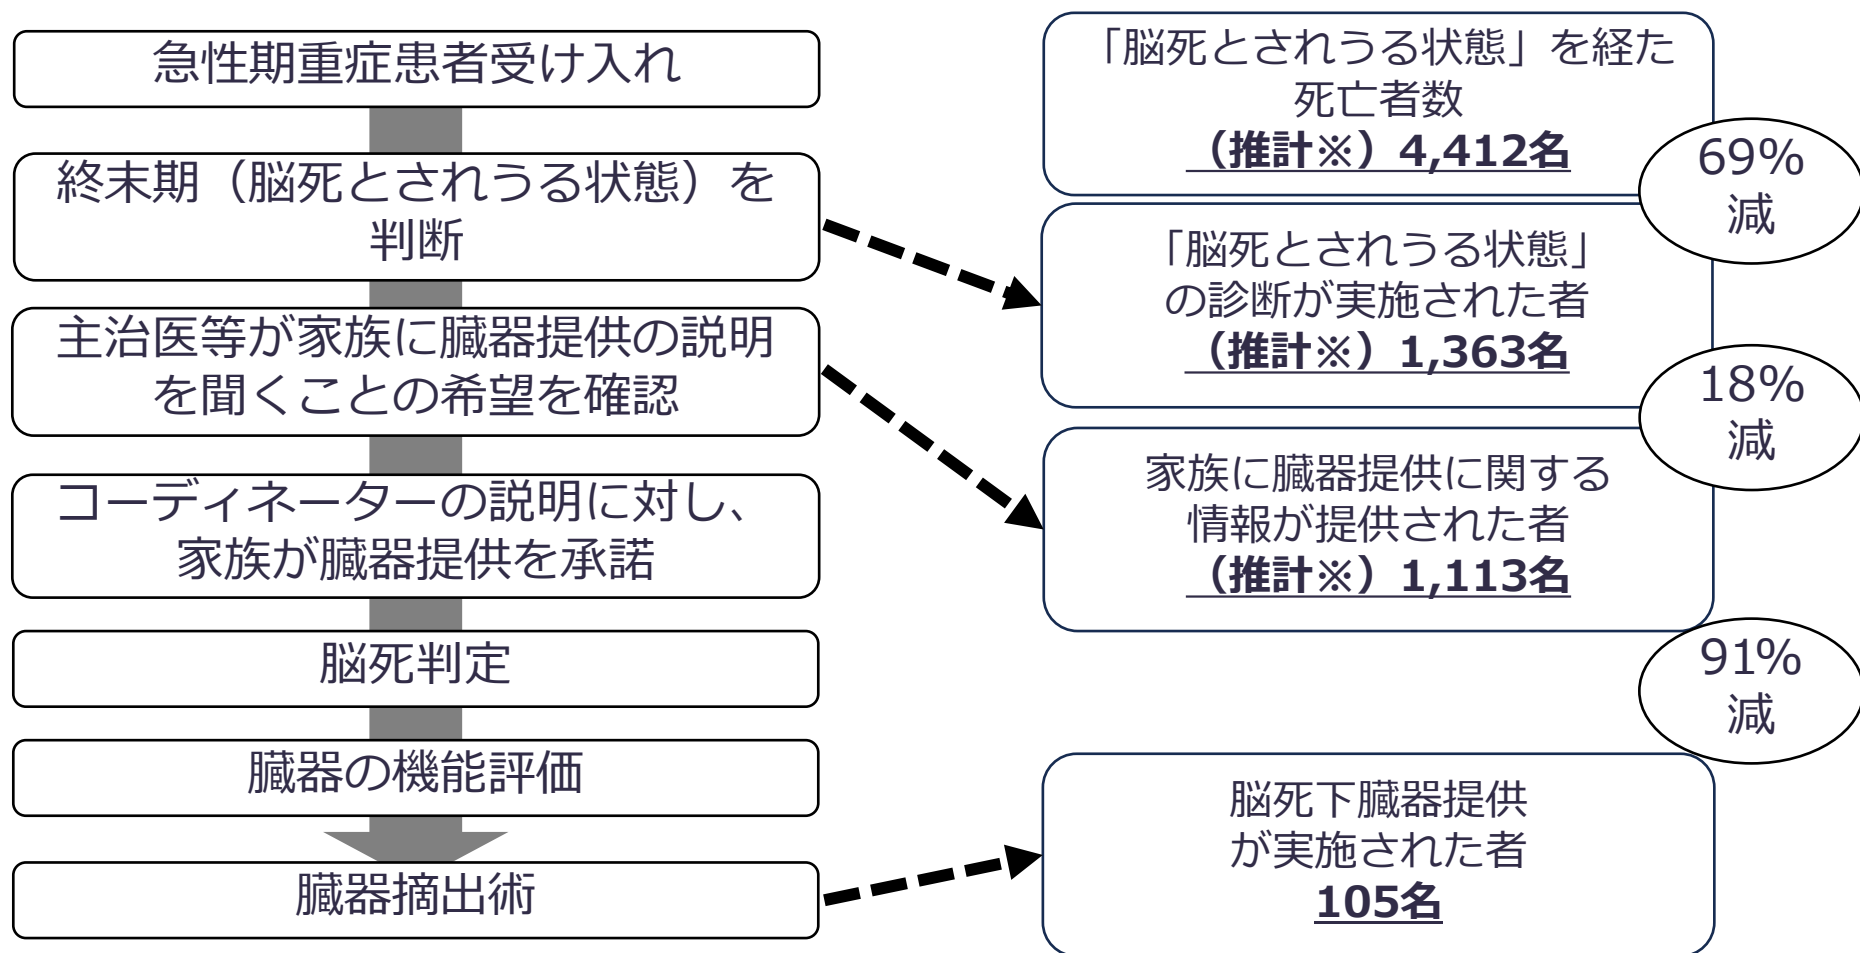 急性期重症患者受け入れ
終末期（脳死とされうる状態）を
判断
主治医等が家族に臓器提供の説明
を聞くことの希望を確認
コーディネーターの説明に対し、
家族が臓器提供を承諾
脳死判定
臓器の機能評価
臓器摘出術
「脳死とされうる状態」を経た
死亡者数
（推計※）4,412名
69%
減
「脳死とされうる状態」
の診断が実施された者
（推計※）1,363名
18%
減
家族に臓器提供に関する
情報が提供された者
（推計※）1,113名
91%
減
脳死下臓器提供
が実施された者
105名